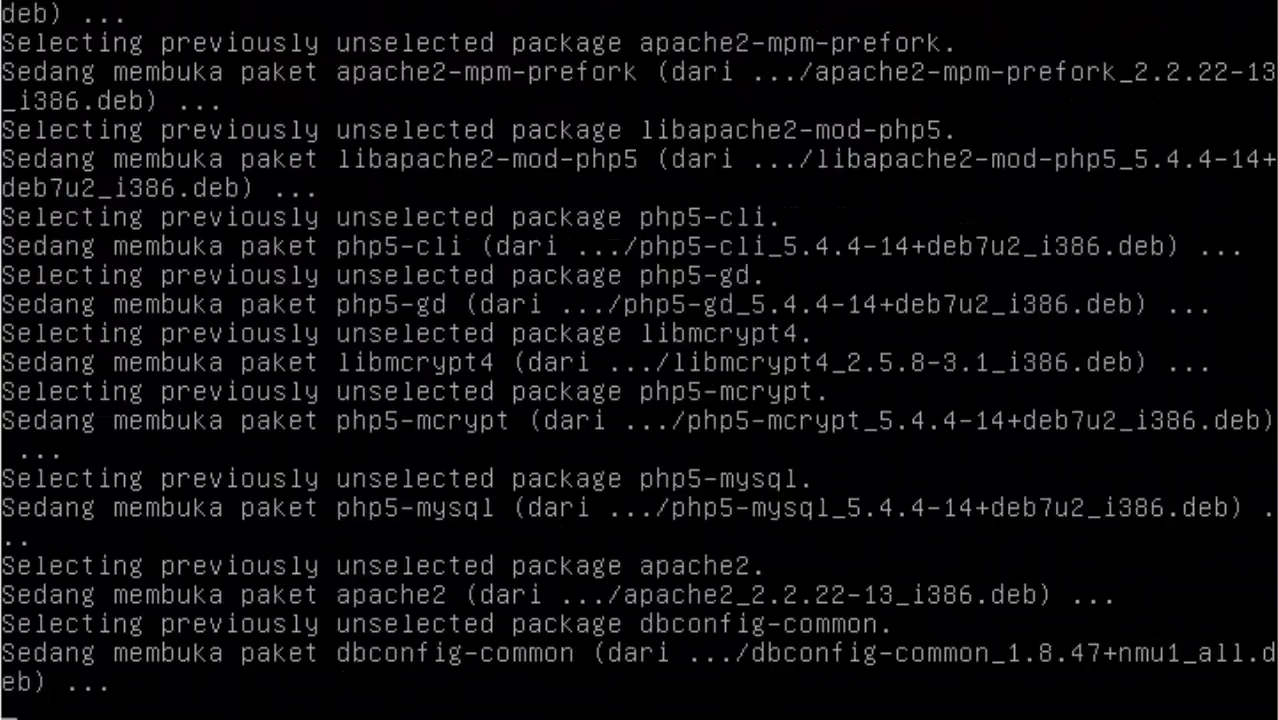 deb) ...
Selecting previously unselected package apache2-mpm-prefork.
Sedang membuka paket apache2-mpm-prefork (dari .../apache2-mpm-prefork_2.2.22-13
_i386.deb) ...
Selecting previously unselected package libapache2-mod-php5.
Sedang membuka paket libapache2-mod-php5 (dari .../libapache2-mod-php5_5.4.4-14+
deb7u2_i386.deb) ...
Selecting previously unselected package php5-cli.
Sedang membuka paket php5-cli (dari .../php5-cli_5.4.4-14+deb7u2_i386.deb) ...
Selecting previously unselected package php5-gd.
Sedang membuka paket php5-gd (dari .../php5-gd_5.4.4-14+deb7u2_i386.deb) ...
Selecting previously unselected package libmcrypt4.
Sedang membuka paket libmcrypt4 (dari .../libmcrypt4_2.5.8-3.1_i386.deb) ...
Selecting previously unselected package php5-mcrypt.
Sedang membuka paket php5-mcrypt (dari .../php5-mcrypt_5.4.4-14+deb7u2_i386.deb)
 ...
Selecting previously unselected package php5-mysql.
Sedang membuka paket php5-mysql (dari .../php5-mysql_5.4.4-14+deb7u2_i386.deb) .
..
Selecting previously unselected package apache2.
Sedang membuka paket apache2 (dari .../apache2_2.2.22-13_i386.deb) ...
Selecting previously unselected package dbconfig-common.
Sedang membuka paket dbconfig-common (dari .../dbconfig-common_1.8.47+nmu1_all.d
eb) ...